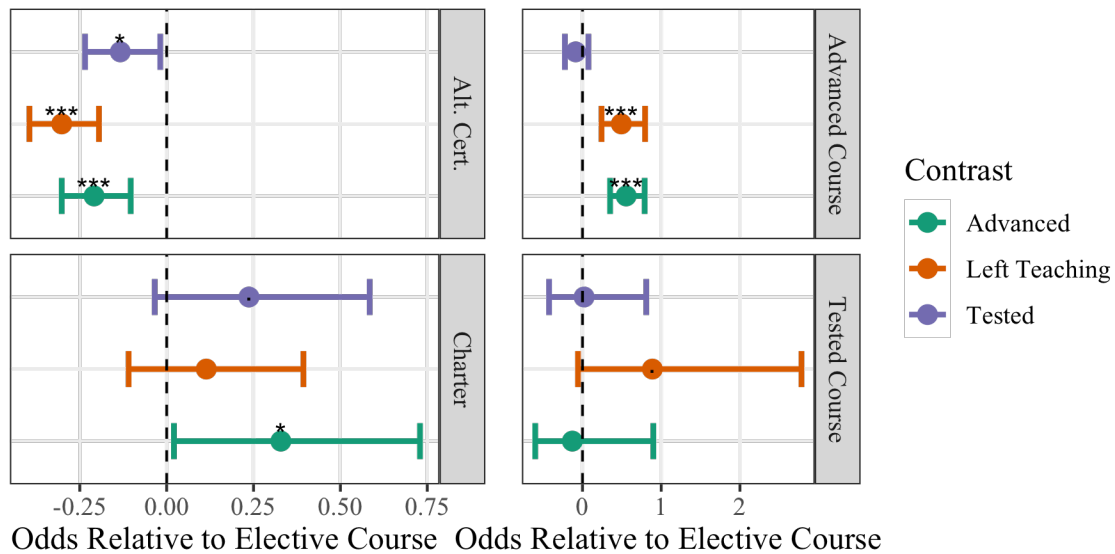 *
***
***
Alt. Cert.
***
***
Advanced Course
.
*
Charter
.
Tested Course
-0.25 0.00 0.25 0.50 0.75
0 1 2
Odds Relative to Elective Course
Odds Relative to Elective Course
Contrast
Advanced
Left Teaching
Tested